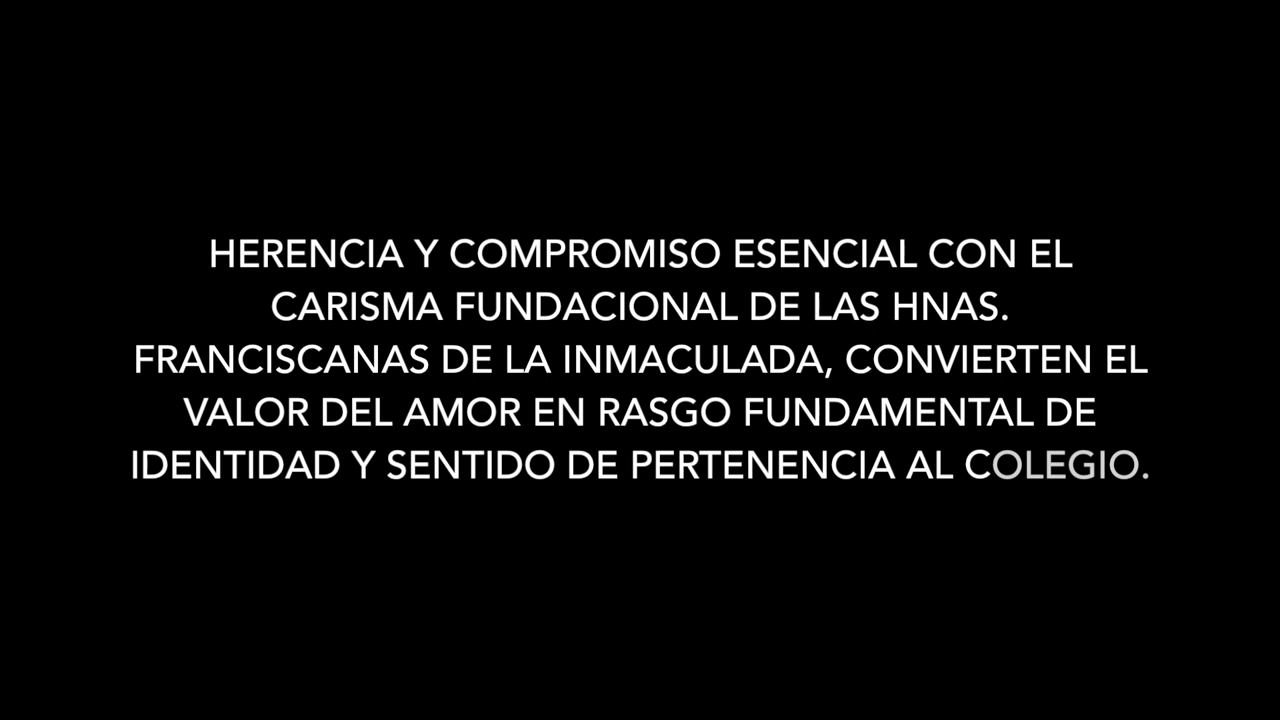 HERENCIA Y COMPROMISO ESENCIAL CON EL
CARISMA FUNDACIONAL DE LAS HNAS.
FRANCISCANAS DE LA INMACULADA, CONVIERTEN EL
VALOR DEL AMOR EN RASGO FUNDAMENTAL DE
IDENTIDAD Y SENTIDO DE PERTENENCIA AL COLEGIO.